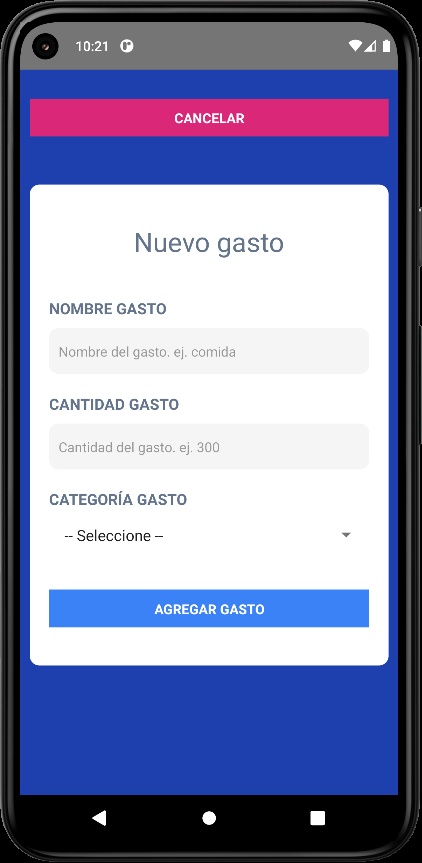 10:21
CANCELAR
Nuevo gasto
NOMBRE GASTO
Nombre del gasto. ej. comida
CANTIDAD GASTO
Cantidad del gasto. ej. 300
CATEGORÍA GASTO
-- Seleccione --
AGREGAR GASTO